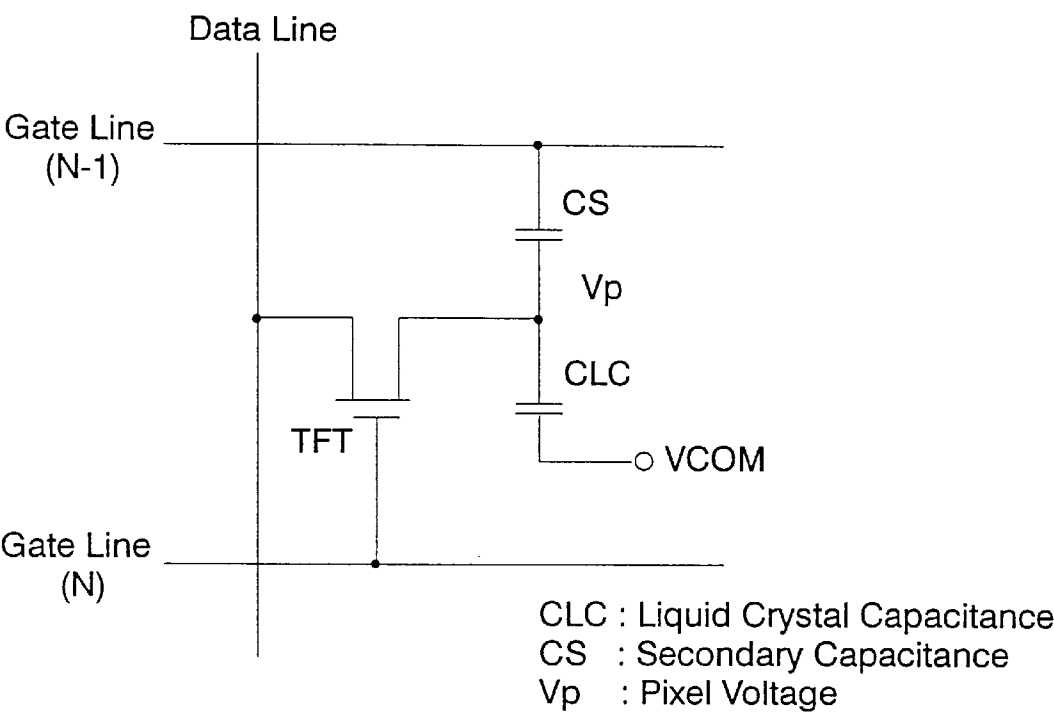 Data Line
Gate Line
(N-1)
CS
Vp
CLC
TFT
VCOM
Gate Line
(N)
CLC : Liquid Crystal Capacitance
CS : Secondary Capacitance
Vp : Pixel Voltage